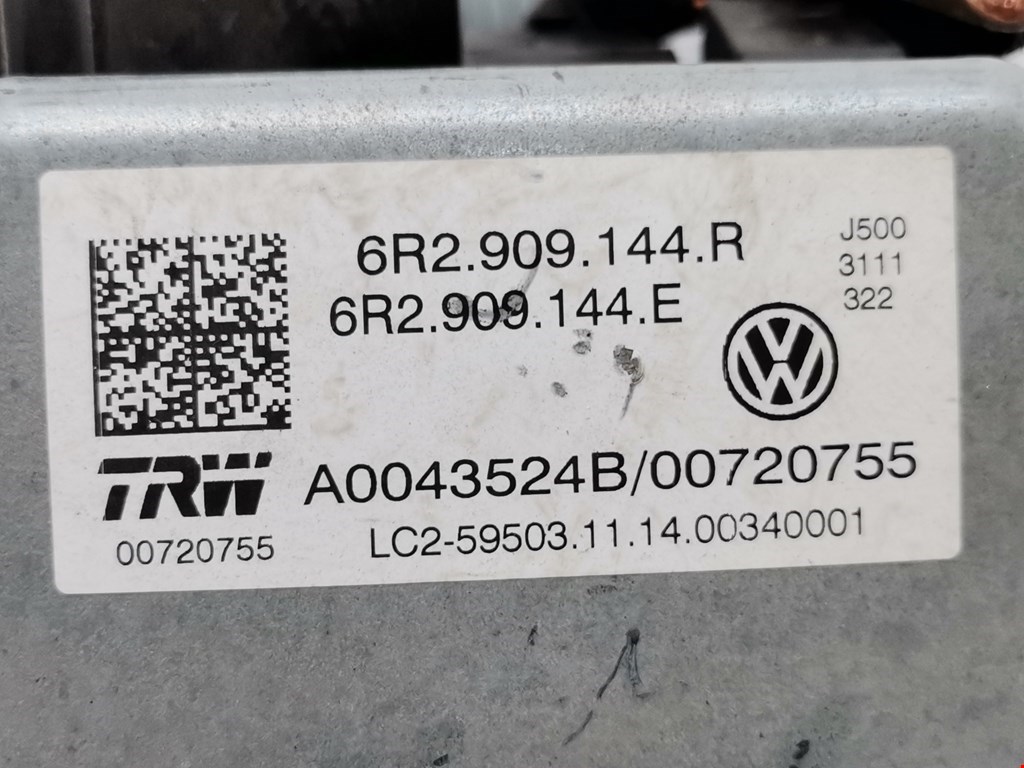 6R2.909.144.R
6R2.909.144.E
J500
3111
322
TRW
A0043524B/00720755
00720755
LC2-59503.11.14.00340001